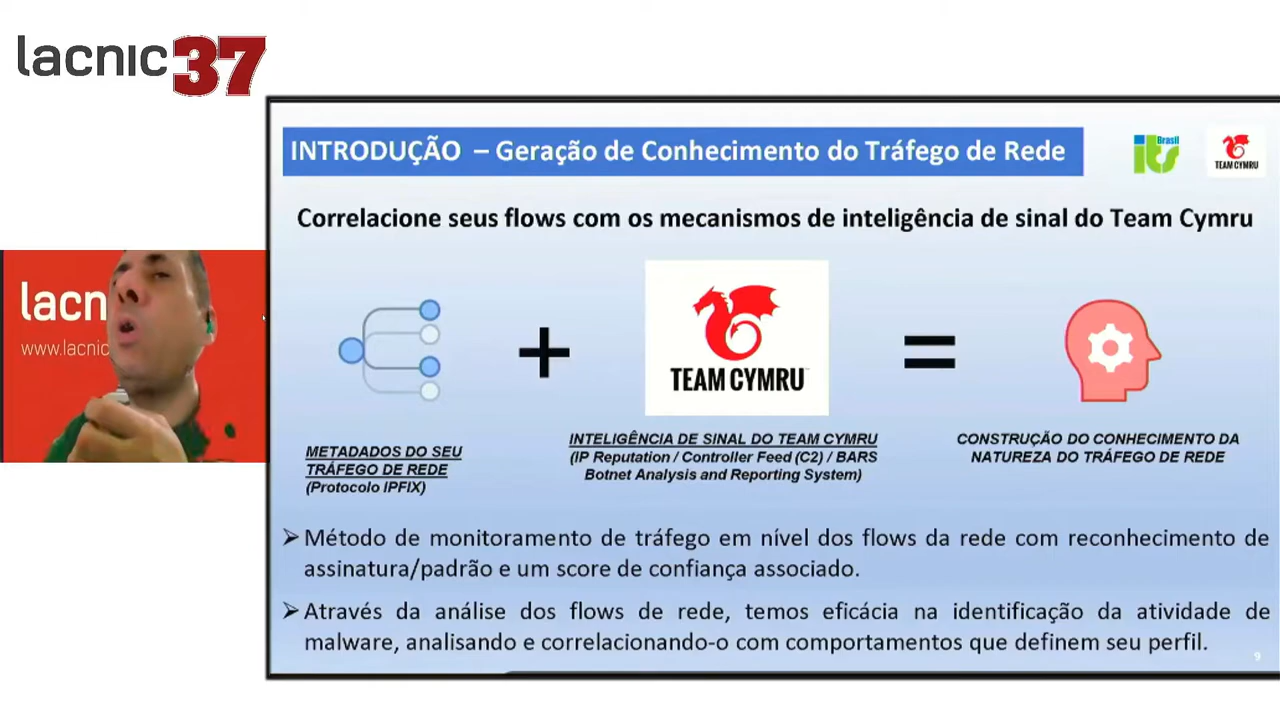 lacnic 37
INTRODUÇÃO – Geração de Conhecimento do Tráfego de Rede
Brasil
its
TEAM CYMRU
Correlacione seus flows com os mecanismos de inteligência de sinal do Team Cymru
lacn
www.lacnic
+
TEAM CYMRU
=
METADADOS DO SEU
TRÁFEGO DE REDE
(Protocolo IPFIX)
INTELIGÊNCIA DE SINAL DO TEAM CYMRU
(IP Reputation / Controller Feed (C2) / BARS
Botnet Analysis and Reporting System)
CONSTRUÇÃO DO CONHECIMENTO DA
NATUREZA DO TRÁFEGO DE REDE
➢ Método de monitoramento de tráfego em nível dos flows da rede com reconhecimento de
assinatura/padrão e um score de confiança associado.
➢ Através da análise dos flows de rede, temos eficácia na identificação da atividade de
malware, analisando e correlacionando-o com comportamentos que definem seu perfil.
9